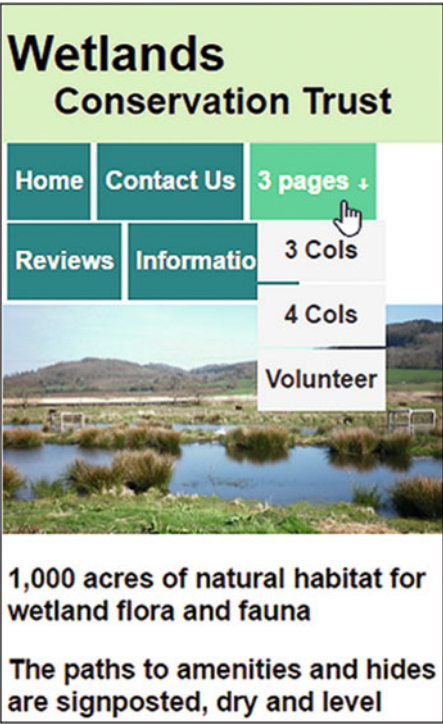 Wetlands
Conservation Trust
Home Contact Us 3 pages ↓
Reviews Informatio
3 Cols
4 Cols
Volunteer
1,000 acres of natural habitat for
wetland flora and fauna
The paths to amenities and hides
are signposted, dry and level